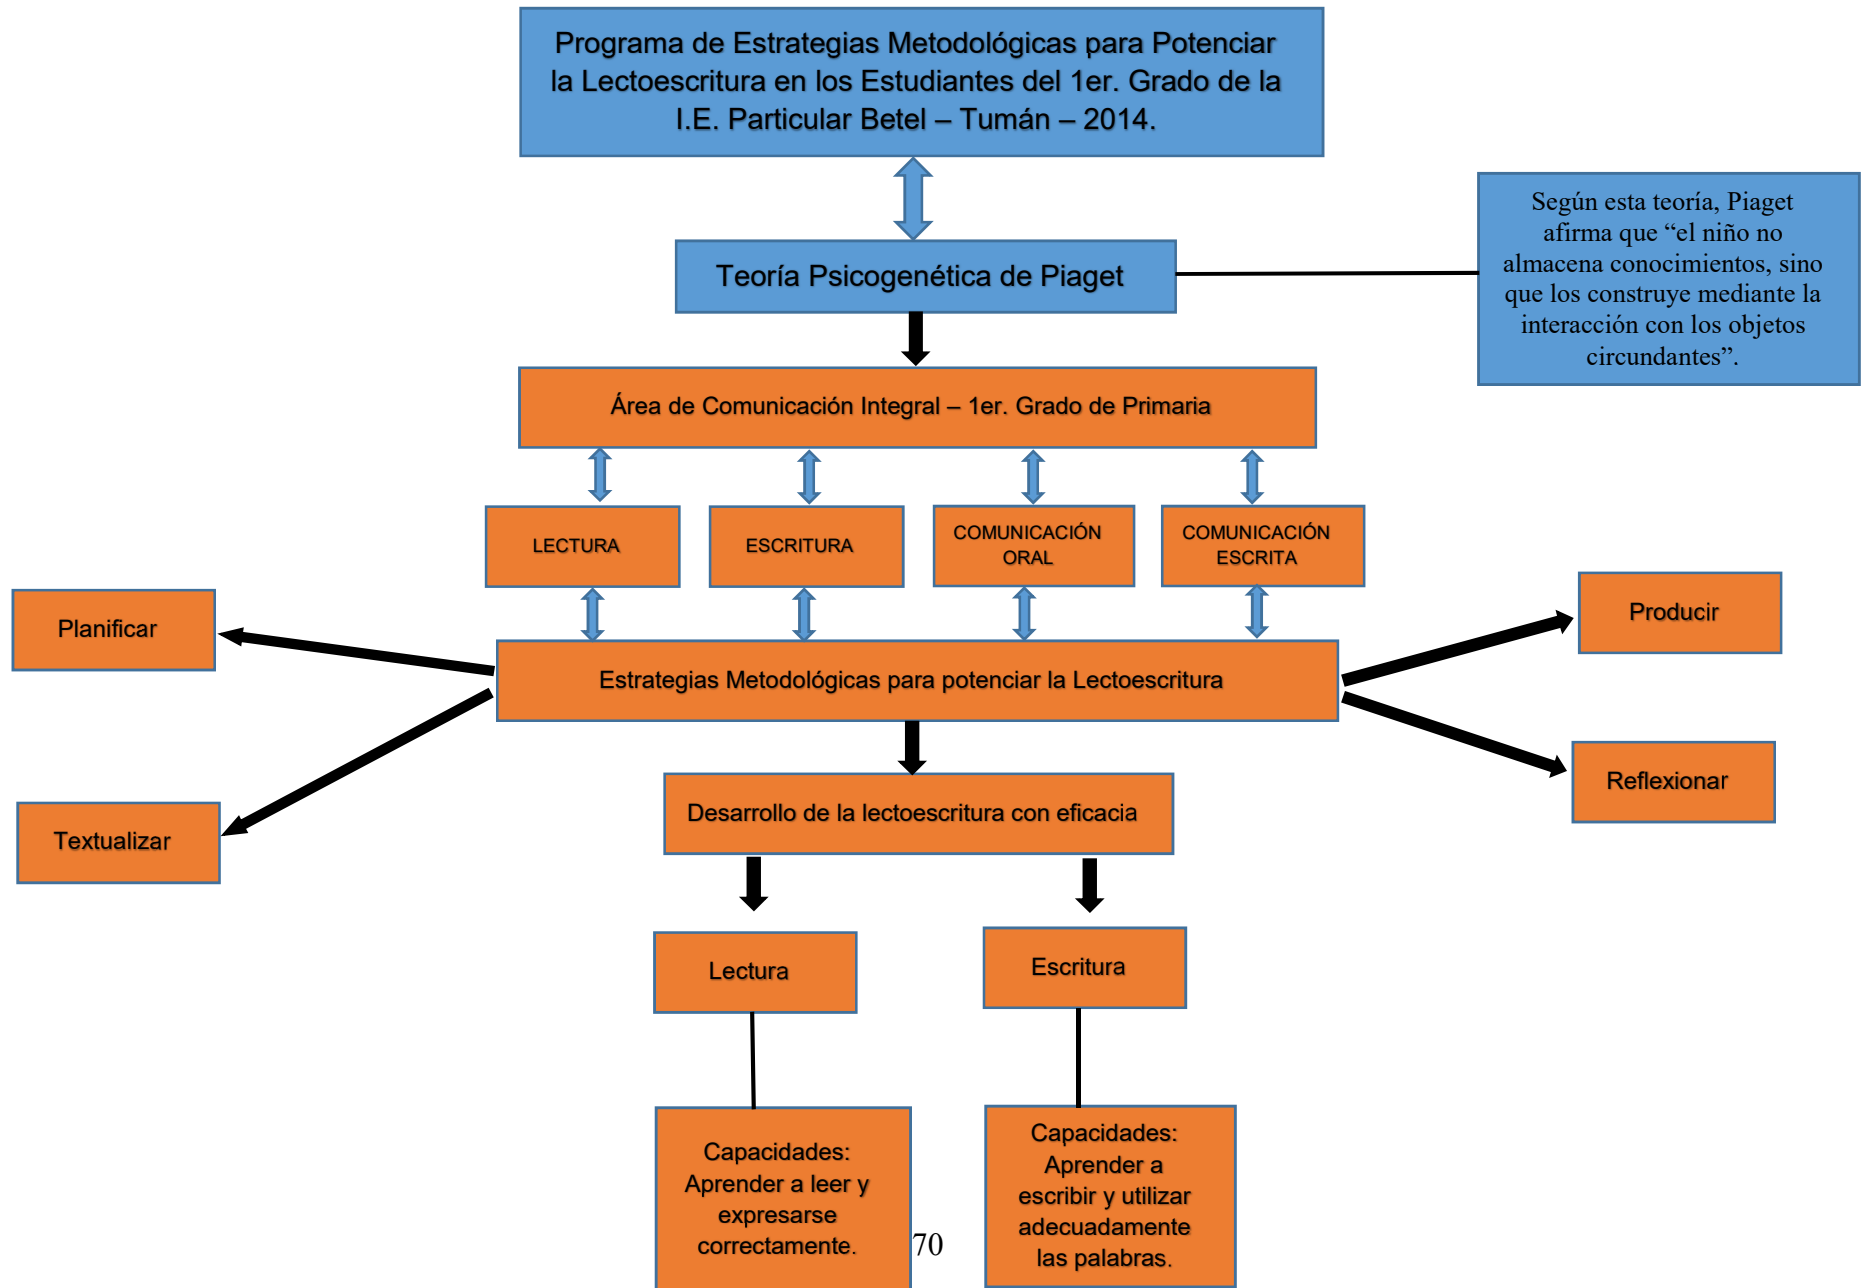 Programa de Estrategias Metodológicas para Potenciar
la Lectoescritura en los Estudiantes del 1er. Grado de la
I.E. Particular Betel – Tumán – 2014.
Según esta teoría, Piaget
afirma que “el niño no
almacena conocimientos, sino
que los construye mediante la
interacción con los objetos
circundantes”.
Teoría Psicogenética de Piaget
Área de Comunicación Integral – 1er. Grado de Primaria
LECTURA
ESCRITURA
COMUNICACIÓN
ORAL
COMUNICACIÓN
ESCRITA
Planificar
Producir
Estrategias Metodológicas para potenciar la Lectoescritura
Textualizar
Reflexionar
Desarrollo de la lectoescritura con eficacia
Lectura
Escritura
Capacidades:
Aprender a leer y
expresarse
correctamente.
Capacidades:
Aprender a
escribir y utilizar
adecuadamente
las palabras.
70